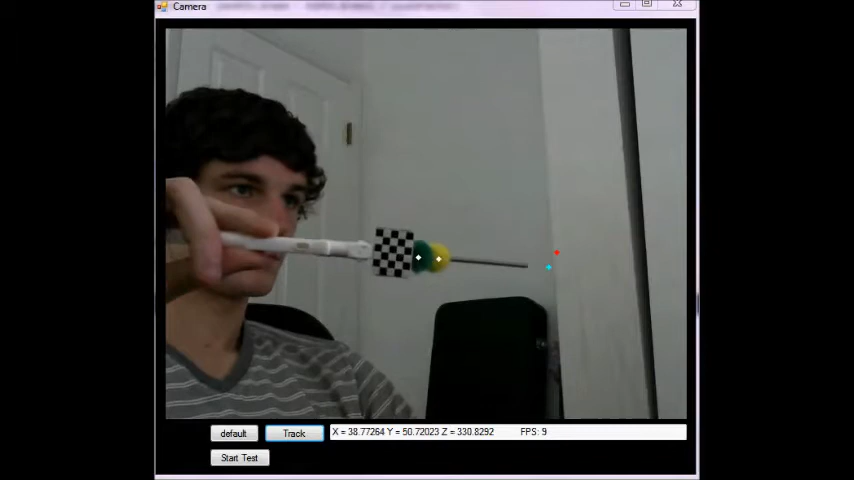 Camera
default
Track
X = 38.77264 Y = 50.72023 Z = 330.8292
FPS: 9
Start Test